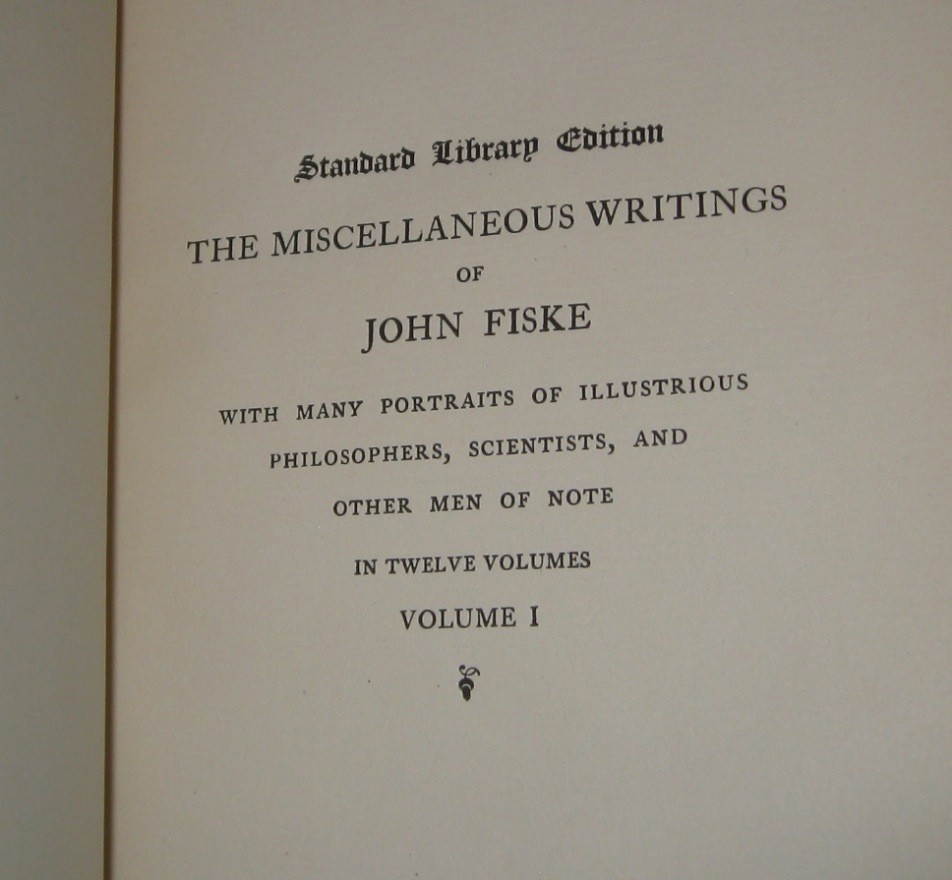 Standard Library Edition
THE MISCELLANEOUS WRITINGS
OF
JOHN FISKE
WITH MANY PORTRAITS OF ILLUSTRIOUS
PHILOSOPHERS, SCIENTISTS, AND
OTHER MEN OF NOTE
IN TWELVE VOLUMES
VOLUME I